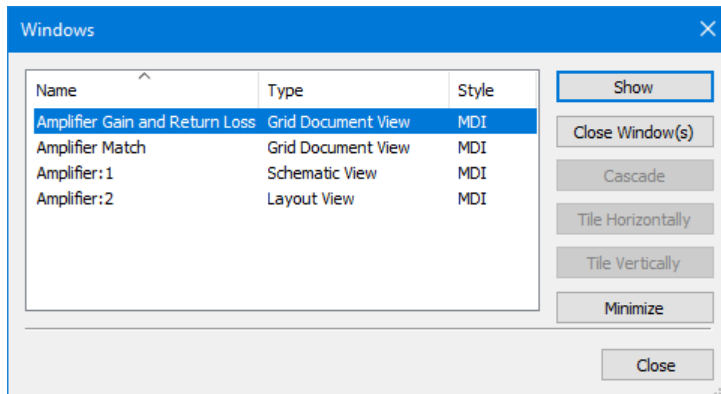 Windows
Name Type Style
Amplifier Gain and Return Loss Grid Document View MDI
Amplifier Match Grid Document View MDI
Amplifier:1 Schematic View MDI
Amplifier:2 Layout View MDI
Show
Close Window(s)
Cascade
Tile Horizontally
Tile Vertically
Minimize
Close